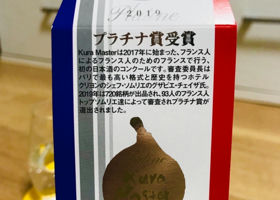 2019
プラチナ賞受賞
Kura Masterは2017年に始まった、フランス人
によるフランス人のためのフランスで行う、
初の日本酒のコンクールです。審査委員長は
パリで最も高い格式と歴史を持つホテル
クリヨンのシェフ・ソムリエのグザビエ・チュイザ氏。
2019年は720銘柄が出品され、93人のフランス人
トップソムリエ達によって審査されプラチナ賞が
選出されました。
Kura
Master